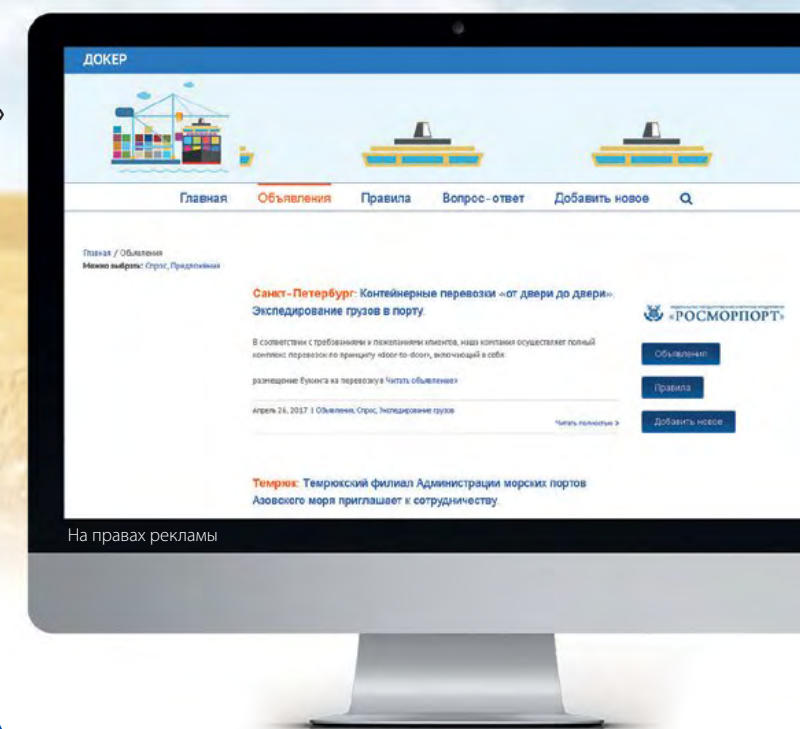 »
ДОКЕР
Главная Объявления Правила Вопрос-ответ Добавить новое
Главная / Объявления
Можно выбрать: Спрос, Предложения
Санкт-Петербург: Контейнерные перевозки «от двери до двери».
Экспедирование грузов в порту.
В соответствии с требованиями и пожеланиями клиентов, наша компания осуществляет полный
комплекс перевозок по принципу «door-to-door», включающий в себя:
размещение букинга на перевозку в Читать объявление»
Апрель 26, 2017 | Объявления, Спрос, Экспедирование грузов
Читать полностью >
«РОСМОРПОРТ»
Объявления
Правила
Добавить новое
Темрюк: Темрюкский филиал Администрации морских портов
Азовского моря приглашает к сотрудничеству.
На правах рекламы